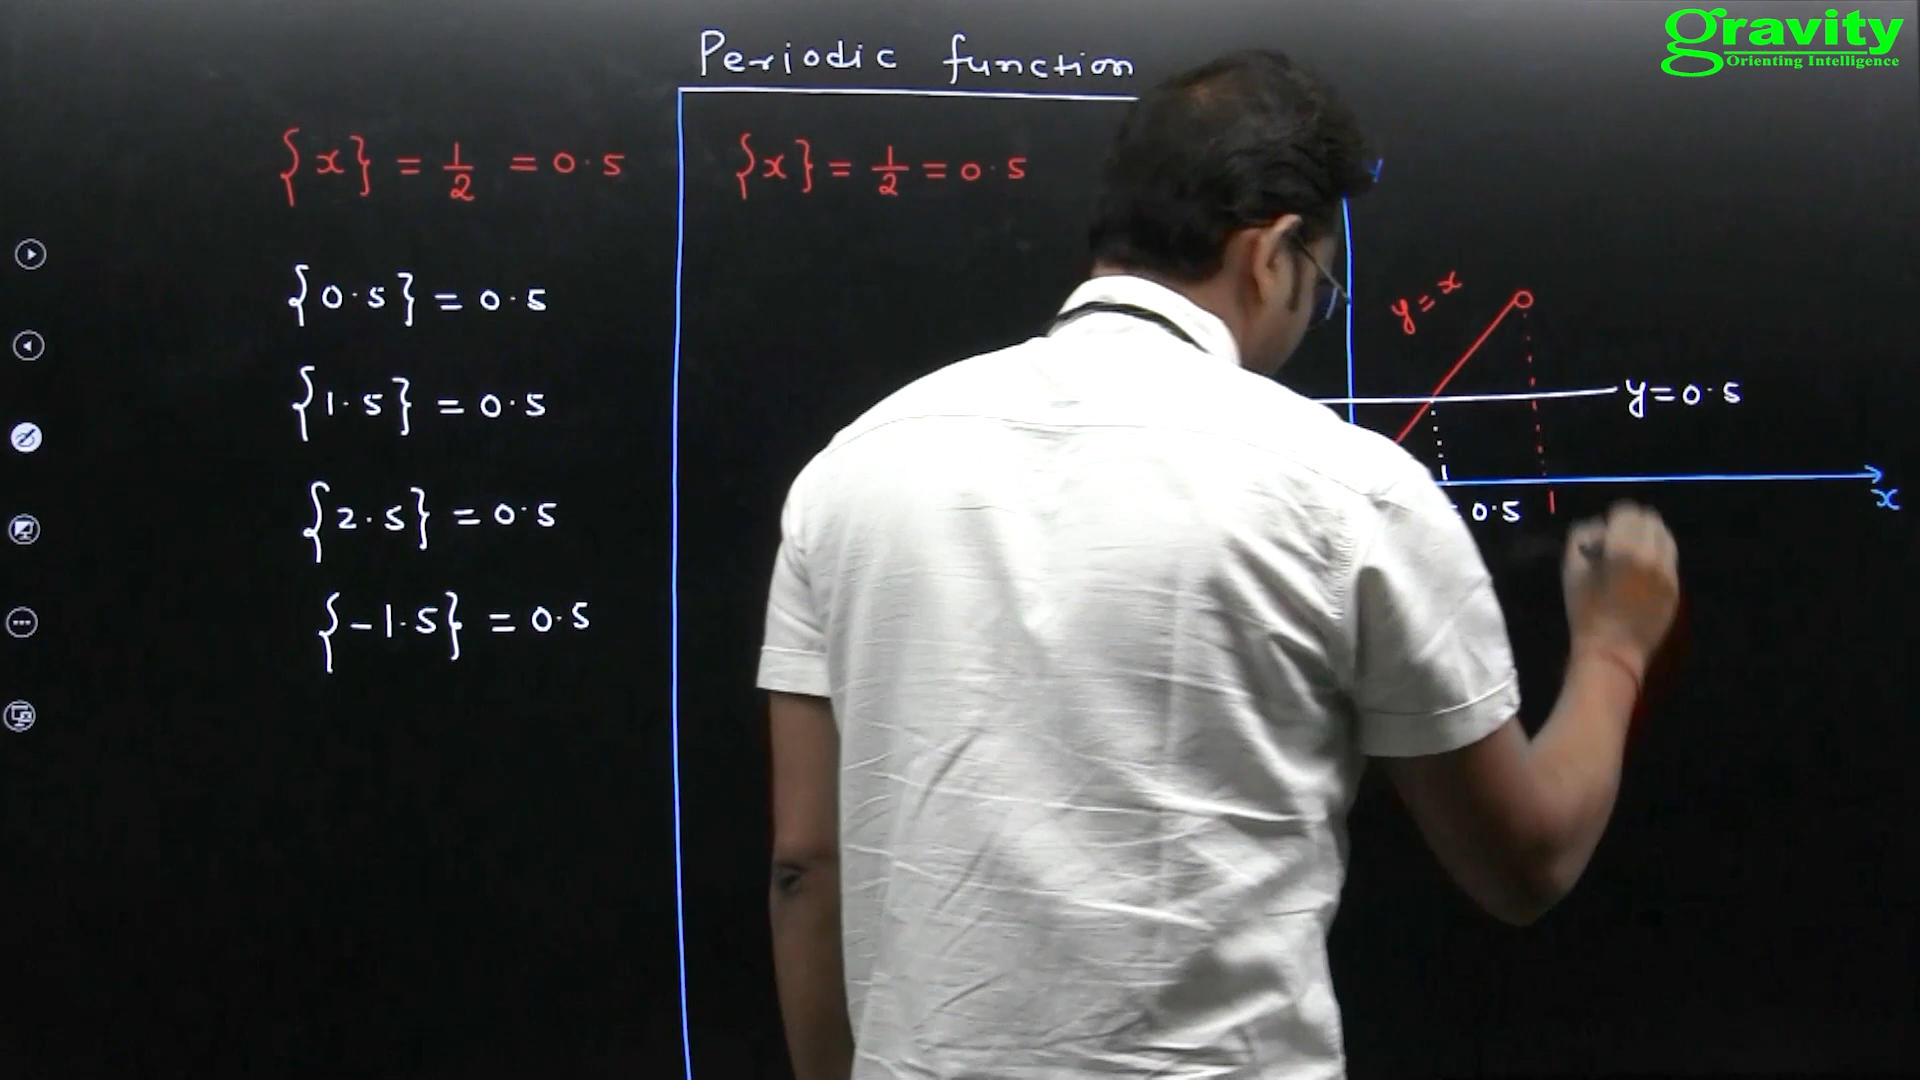 gravity
Orienting Intelligence
Periodic function
{x} = 1/2 = 0.5
{0.5} = 0.5
{1.5} = 0.5
{2.5} = 0.5
{-1.5} = 0.5
{x} = 1/2 = 0.5
y = x
y = 0.5
x
0.5
1